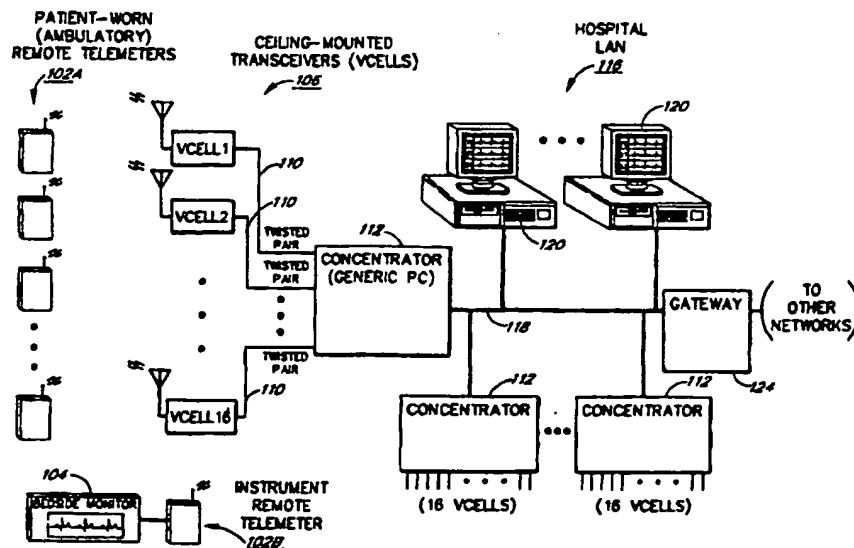 PATIENT-WORN
(AMBULATORY)
REMOTE TELEMETERS
102A
CEILING-MOUNTED
TRANSCEIVERS (VCELLS)
106
HOSPITAL
LAN
116
120
VCELL1
110
VCELL2
110
TWISTED
PAIR
TWISTED
PAIR
TWISTED
PAIR
112
CONCENTRATOR
(GENERIC PC)
120
118
GATEWAY
124
(TO
OTHER
NETWORKS)
VCELL16
110
112
CONCENTRATOR
(16 VCELLS)
112
CONCENTRATOR
(16 VCELLS)
104
BEDSIDE MONITOR
INSTRUMENT
REMOTE
TELEMETER
102B